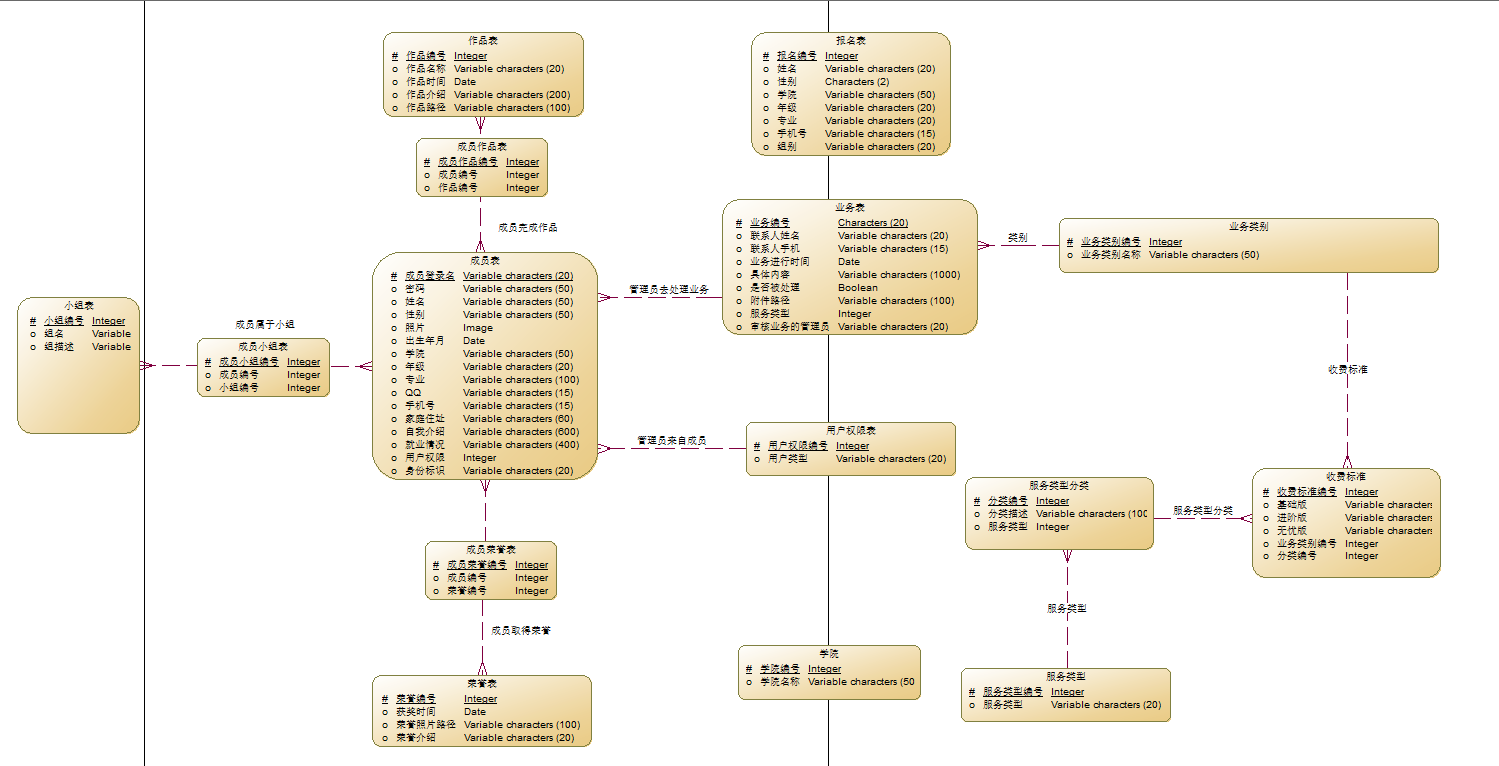 作品表
# 作品编号 Integer
o 作品名称 Variable characters (20)
o 作品时间 Date
o 作品介绍 Variable characters (200)
o 作品路径 Variable characters (100)
报名表
# 报名编号 Integer
o 姓名 Variable characters (20)
o 性别 Characters (2)
o 学院 Variable characters (50)
o 年级 Variable characters (20)
o 专业 Variable characters (20)
o 手机号 Variable characters (15)
o 组别 Variable characters (20)
成员作品表
# 成员作品编号 Integer
o 成员编号 Integer
o 作品编号 Integer
成员完成作品
业务表
# 业务编号 Characters (20)
o 联系人姓名 Variable characters (20)
o 联系人手机 Variable characters (15)
o 业务进行时间 Date
o 具体内容 Variable characters (1000)
o 是否被处理 Boolean
o 附件路径 Variable characters (100)
o 服务类型 Integer
o 审核业务的管理员 Variable characters (20)
类别
业务类别
# 业务类别编号 Integer
o 业务类别名称 Variable characters (50)
成员表
# 成员登录名 Variable characters (20)
o 密码 Variable characters (50)
o 姓名 Variable characters (50)
o 性别 Variable characters (50)
o 照片 Image
o 出生年月 Date
o 学院 Variable characters (50)
o 年级 Variable characters (20)
o 专业 Variable characters (100)
o QQ Variable characters (15)
o 手机号 Variable characters (15)
o 家庭住址 Variable characters (60)
o 自我介绍 Variable characters (600)
o 就业情况 Variable characters (400)
o 用户权限 Integer
o 身份标识 Variable characters (20)
管理员去处理业务
小组表
# 小组编号 Integer
o 组名 Variable
o 组描述 Variable
成员属于小组
成员小组表
# 成员小组编号 Integer
o 成员编号 Integer
o 小组编号 Integer
收费标准
管理员来自成员
用户权限表
# 用户权限编号 Integer
o 用户类型 Variable characters (20)
服务类型分类
# 分类编号 Integer
o 分类描述 Variable characters (100
o 服务类型 Integer
服务类型分类
收费标准
# 收费标准编号 Integer
o 基础版 Variable characters
o 进阶版 Variable characters
o 无忧版 Variable characters
o 业务类别编号 Integer
o 分类编号 Integer
成员荣誉表
# 成员荣誉编号 Integer
o 成员编号 Integer
o 荣誉编号 Integer
成员取得荣誉
服务类型
荣誉表
# 荣誉编号 Integer
o 获奖时间 Date
o 荣誉照片路径 Variable characters (100)
o 荣誉介绍 Variable characters (20)
学院
# 学院编号 Integer
o 学院名称 Variable characters (50
服务类型
# 服务类型编号 Integer
o 服务类型 Variable characters (20)